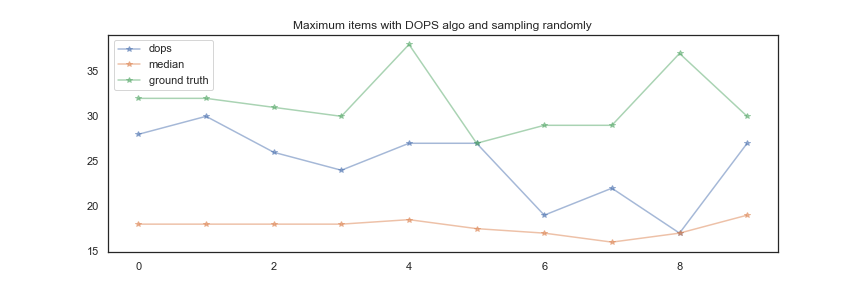 Maximum items with DOPS algo and sampling randomly
dops
median
ground truth
35
30
25
20
15
0 2 4 6 8